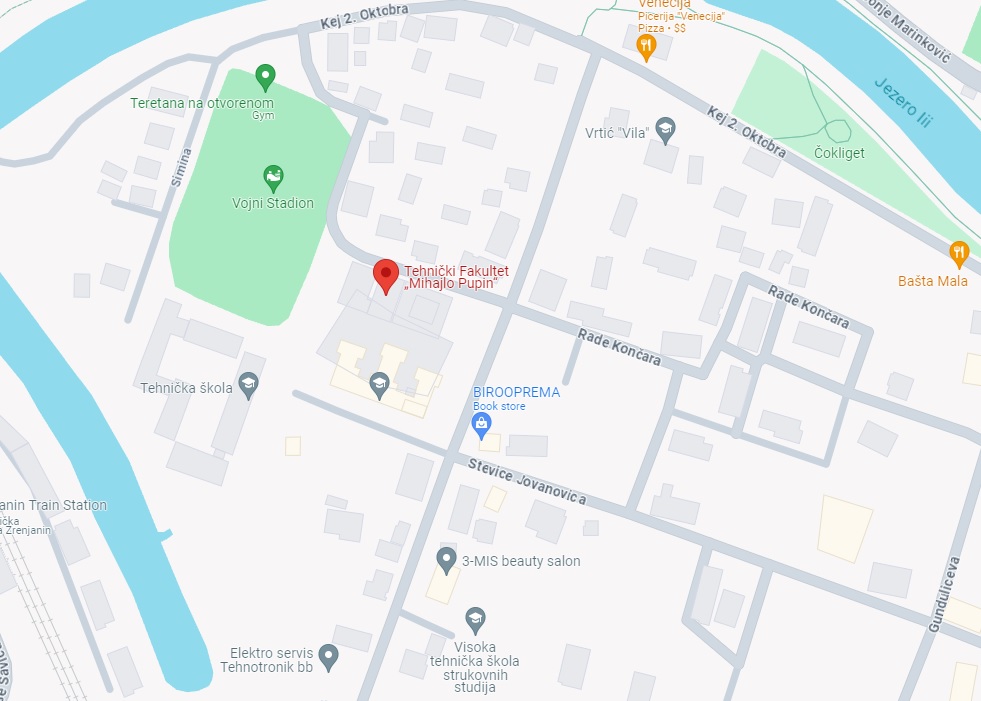 Venecija
Picerija "Venecija"
Pizza • $$
Kej 2. Oktobra
Marinković
Teretana na otvorenom
Gym
Jezero Iii
Kej 2. Oktobra
Vrtić "Vila"
Čokliget
Simina
Vojni Stadion
Tehnički Fakultet
„Mihajlo Pupin“
Bašta Mala
Rade Končara
Rade Končara
Tehnička škola
BIROOPREMA
Book store
Stevice Jovanovića
Train Station
Zrenjanin
3-MIS beauty salon
Gundulićeva
Elektro servis
Tehnotronik bb
Visoka
tehnička škola
strukovnih
studija